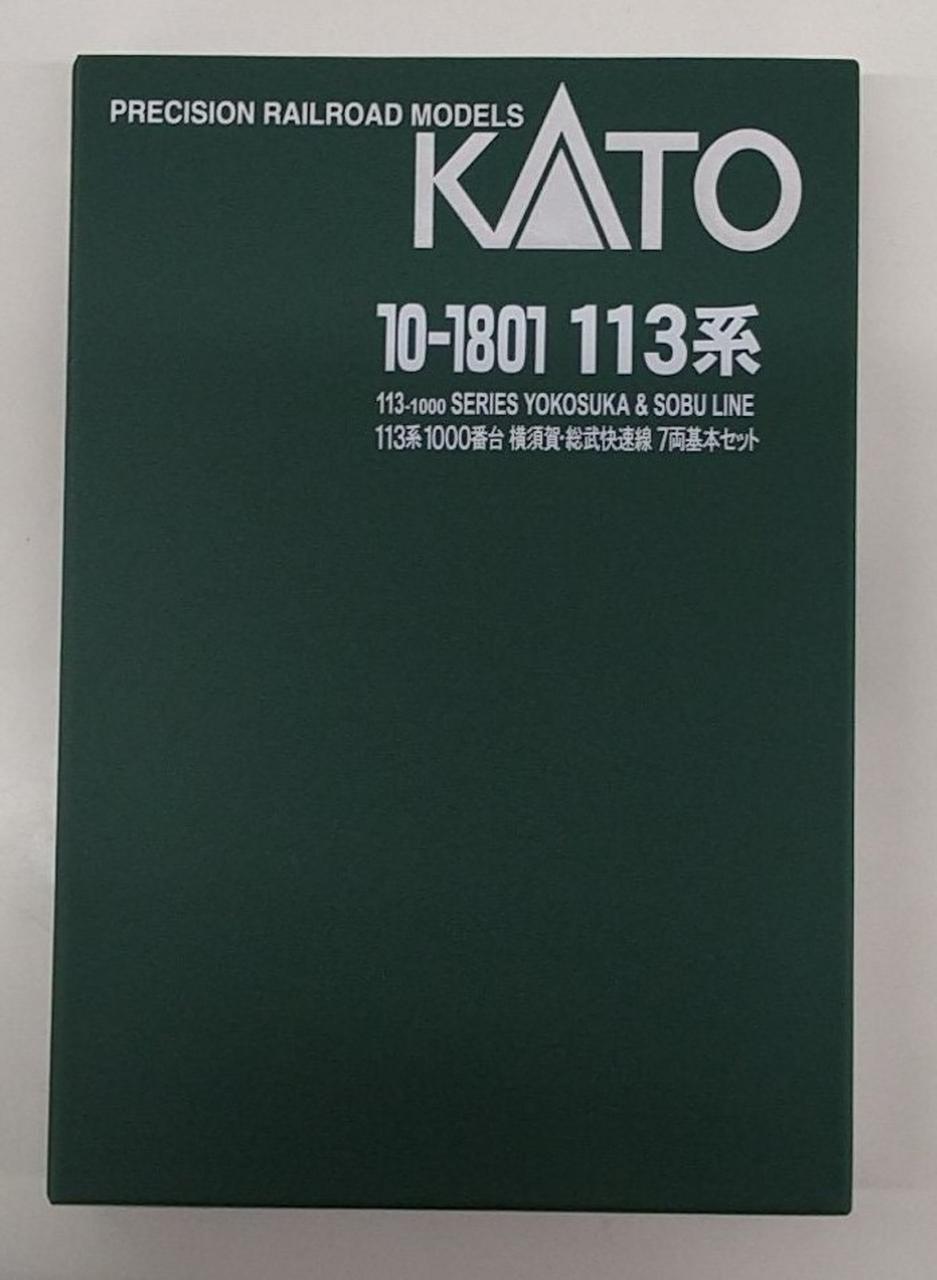 PRECISION RAILROAD MODELS
KATO
10-1801 113系
113-1000 SERIES YOKOSUKA & SOBU LINE
113系1000番台 横須賀・総武快速線 7両基本セット